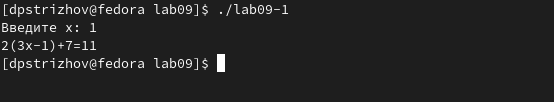 [dpstrizhov@fedora lab09]$ ./lab09-1
Введите x: 1
2(3x-1)+7=11
[dpstrizhov@fedora lab09]$